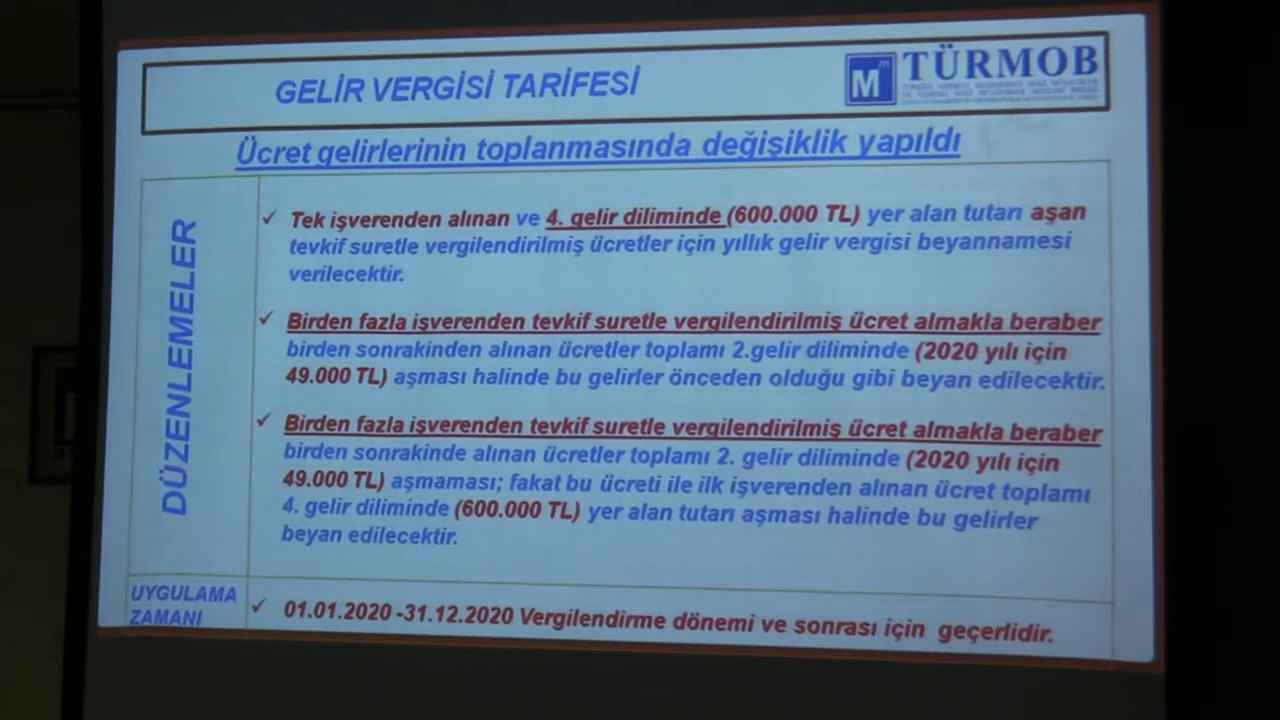 GELİR VERGİSİ TARİFESİ
TÜRMOB
Ücret gelirlerinin toplanmasında değişiklik yapıldı
DÜZENLEMELER
✓ Tek işverenden alınan ve 4. gelir diliminde (600.000 TL) yer alan tutarı aşan
tevkif suretle vergilendirilmiş ücretler için yıllık gelir vergisi beyannamesi
verilecektir.
✓ Birden fazla işverenden tevkif suretle vergilendirilmiş ücret almakla beraber
birden sonrakinden alınan ücretler toplamı 2.gelir diliminde (2020 yılı için
49.000 TL) aşması halinde bu gelirler önceden olduğu gibi beyan edilecektir.
✓ Birden fazla işverenden tevkif suretle vergilendirilmiş ücret almakla beraber
birden sonrakinde alınan ücretler toplamı 2. gelir diliminde (2020 yılı için
49.000 TL) aşmaması; fakat bu ücreti ile ilk işverenden alınan ücret toplamı
4. gelir diliminde (600.000 TL) yer alan tutarı aşması halinde bu gelirler
beyan edilecektir.
UYGULAMA
ZAMANI
✓ 01.01.2020 -31.12.2020 Vergilendirme dönemi ve sonrası için geçerlidir.